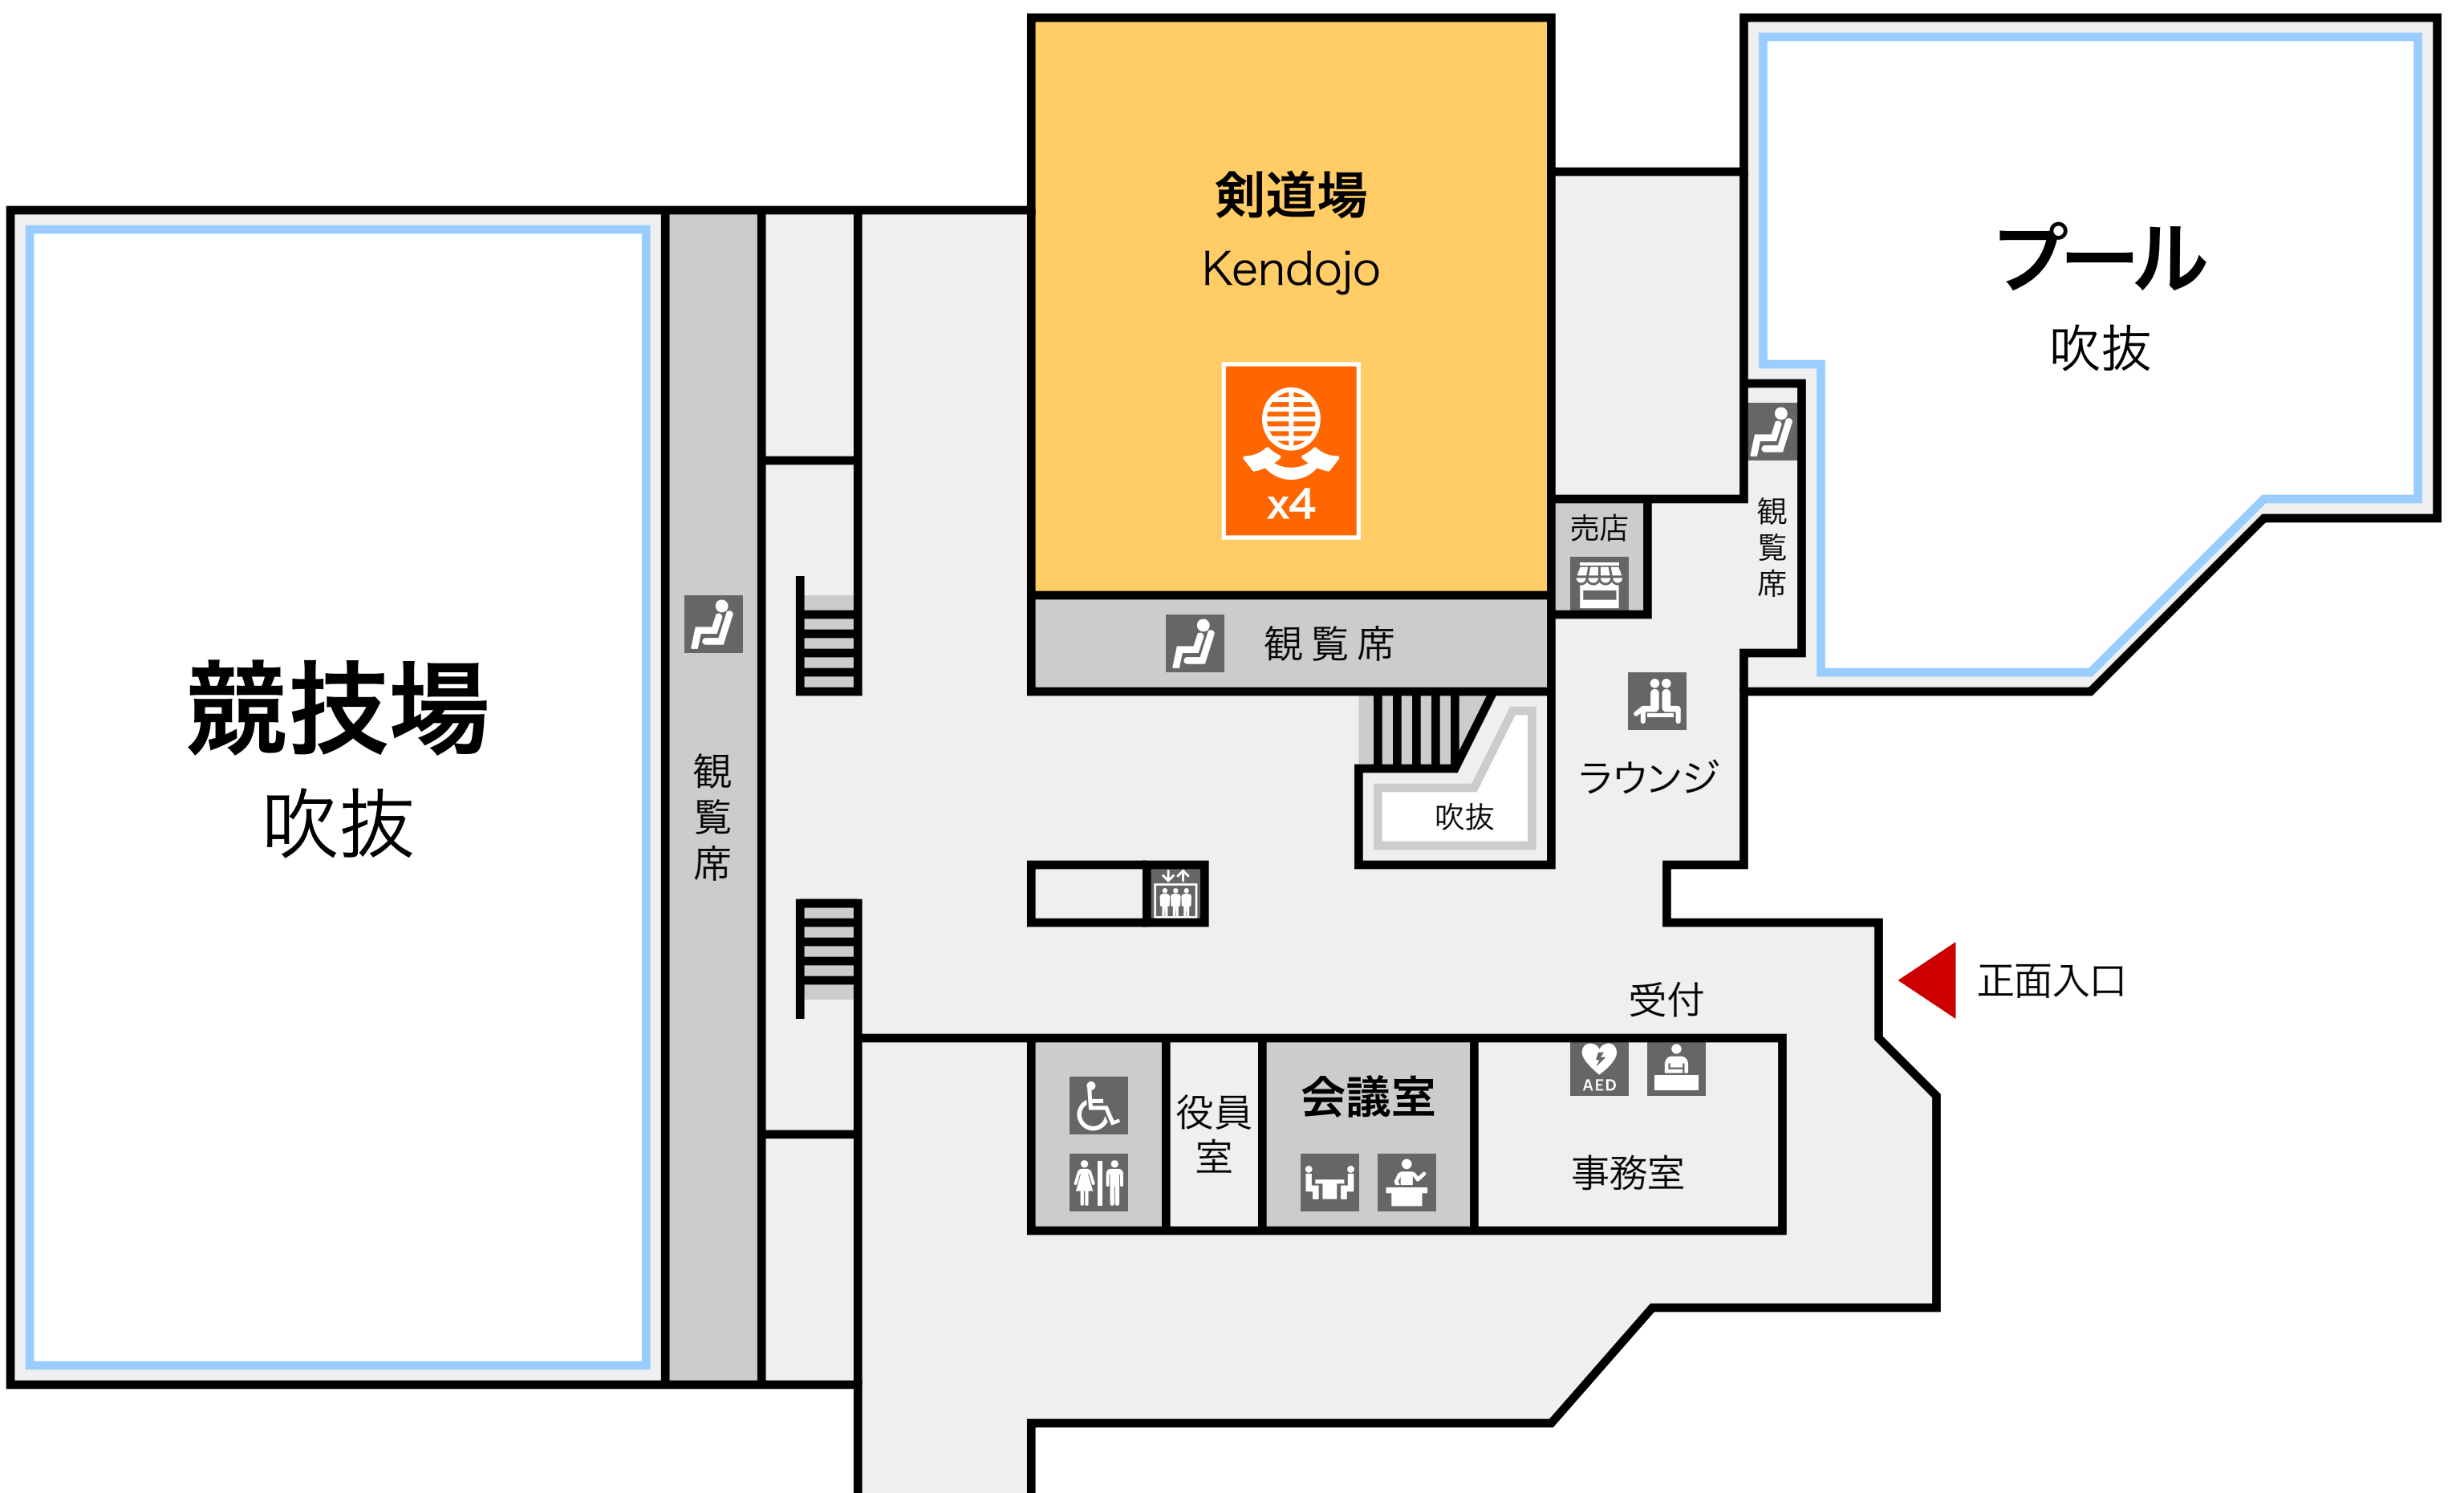 剣道場
Kendojo
x4
観覧席
プール
吹抜
観覧席
売店
ラウンジ
吹抜
競技場
吹抜
観覧席
正面入口
受付
AED
事務室
会議室
役員
室